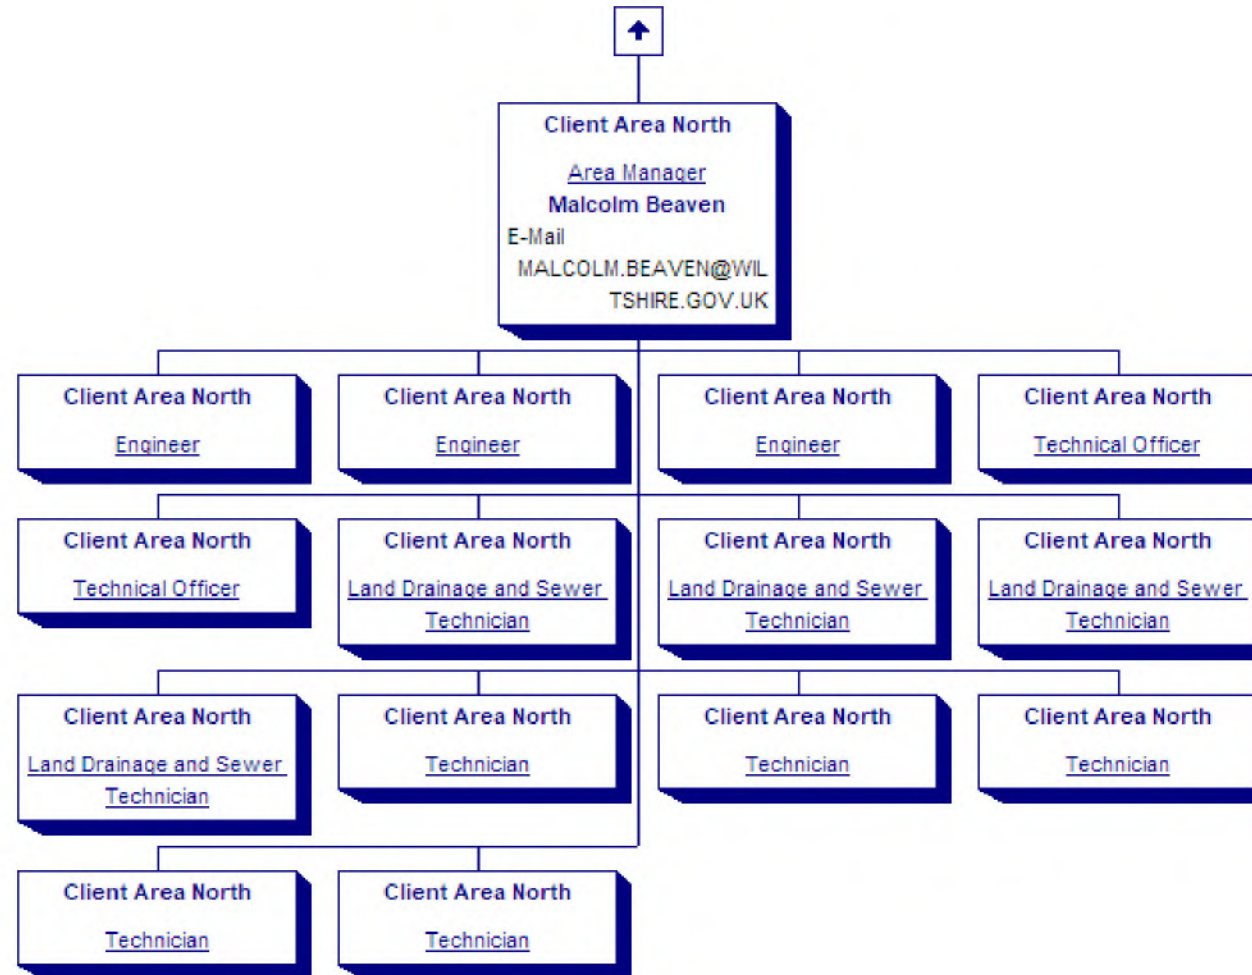 Client Area North
Area Manager
Malcolm Beaven
E-Mail
MALCOLM.BEAVEN@WIL
TSHIRE.GOV.UK
Client Area North
Engineer
Client Area North
Engineer
Client Area North
Engineer
Client Area North
Technical Officer
Client Area North
Technical Officer
Client Area North
Land Drainage and Sewer
Technician
Client Area North
Land Drainage and Sewer
Technician
Client Area North
Land Drainage and Sewer
Technician
Client Area North
Land Drainage and Sewer
Technician
Client Area North
Technician
Client Area North
Technician
Client Area North
Technician
Client Area North
Technician
Client Area North
Technician